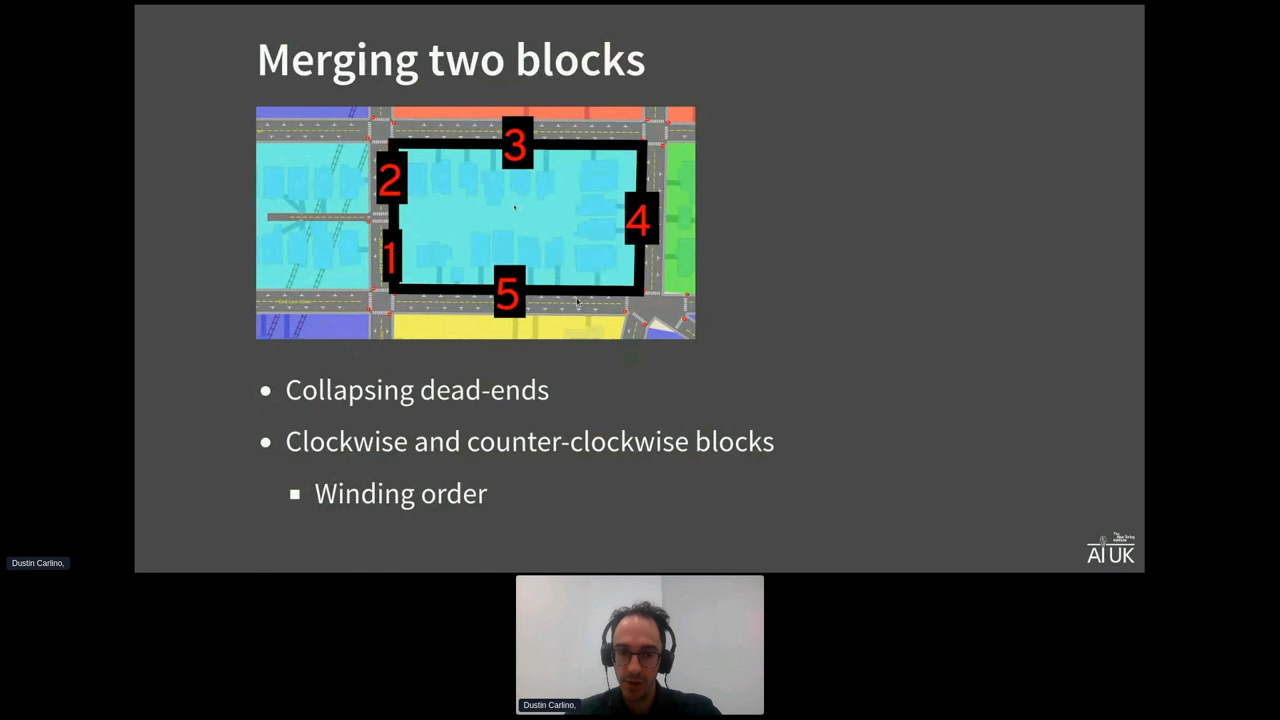 Merging two blocks
3
2
4
1
5
Collapsing dead-ends
Clockwise and counter-clockwise blocks
Winding order
AI UK
Dustin Carlino,
Dustin Carlino,